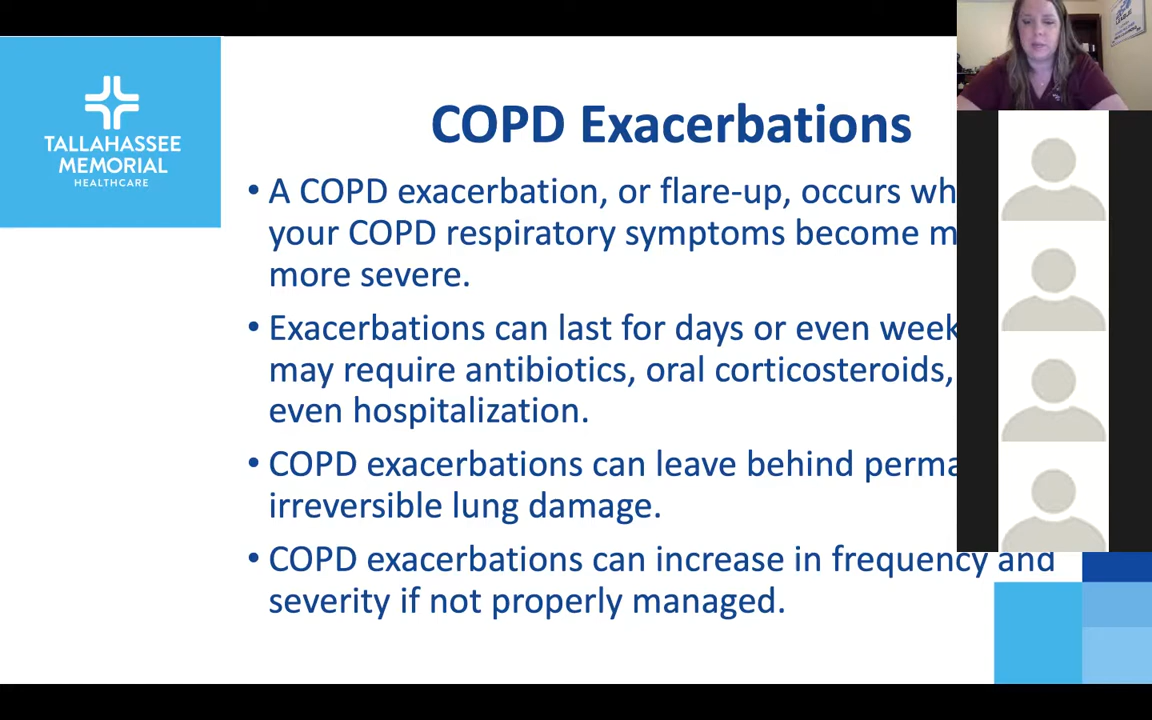 TALLAHASSEE
MEMORIAL
HEALTHCARE
COPD Exacerbations
• A COPD exacerbation, or flare-up, occurs wh
your COPD respiratory symptoms become m
more severe.
• Exacerbations can last for days or even week
may require antibiotics, oral corticosteroids,
even hospitalization.
• COPD exacerbations can leave behind perma
irreversible lung damage.
• COPD exacerbations can increase in frequency and
severity if not properly managed.